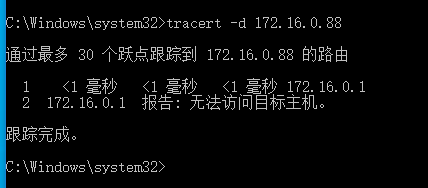 C:\Windows\system32>tracert -d 172.16.0.88
通过最多 30 个跃点跟踪到 172.16.0.88 的路由
1 <1 毫秒 <1 毫秒 <1 毫秒 172.16.0.1
2 172.16.0.1 报告: 无法访问目标主机。
跟踪完成。
C:\Windows\system32>